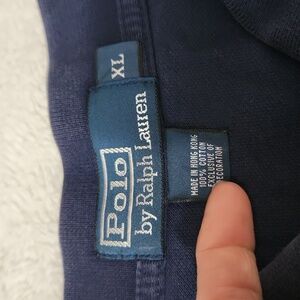 XL
Polo
by Ralph Lauren
MADE IN HONG KONG
100% COTTON
EXCLUSIVE OF
DECORATION